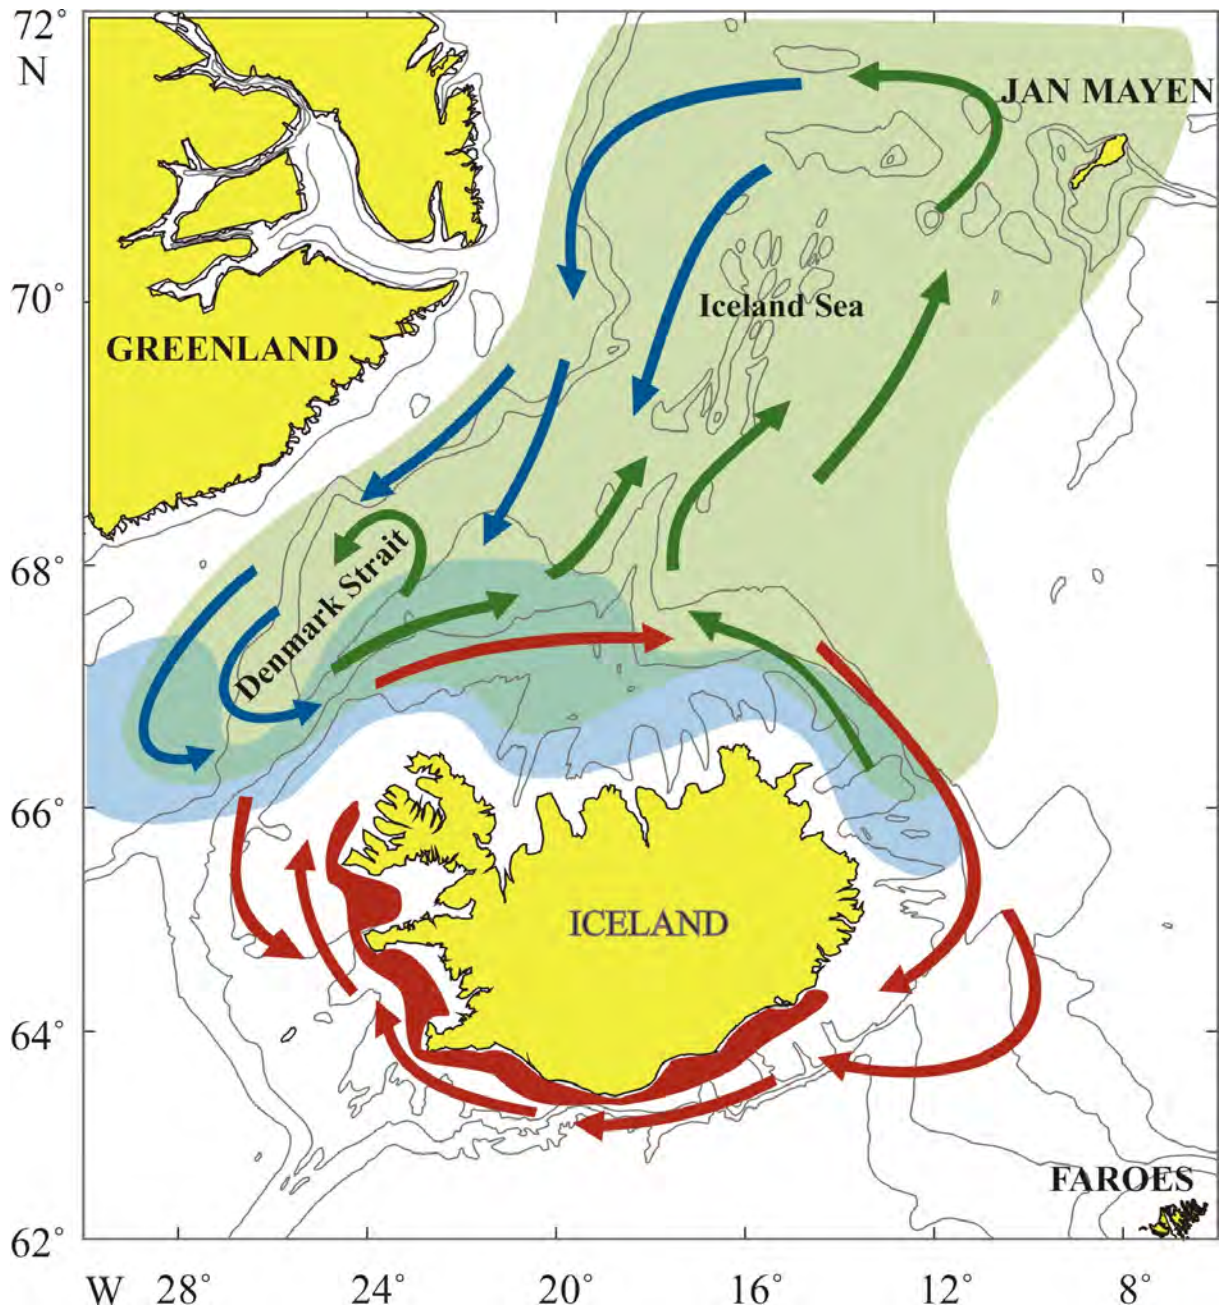 72°
N
JAN MAYEN
70°
Iceland Sea
GREENLAND
68°
Denmark Strait
66°
ICELAND
64°
FAROES
62°
W 28° 24° 20° 16° 12° 8°